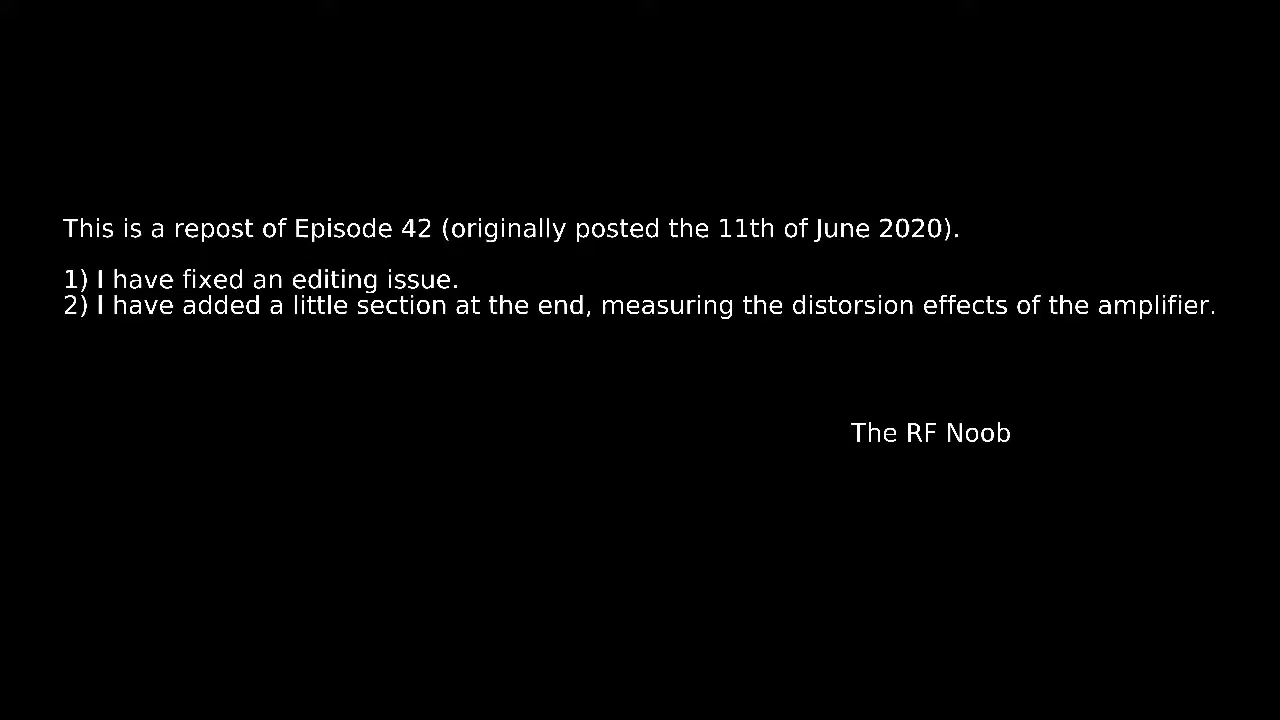 This is a repost of Episode 42 (originally posted the 11th of June 2020).
1) I have fixed an editing issue.
2) I have added a little section at the end, measuring the distorsion effects of the amplifier.
The RF Noob